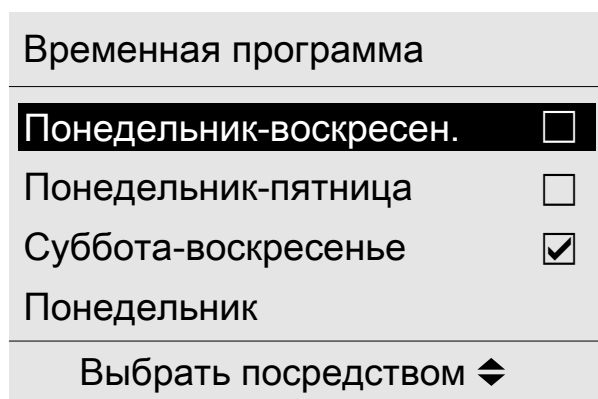 Временная программа
Понедельник-воскресен.
Понедельник-пятница
Суббота-воскресенье
Понедельник
Выбрать посредством